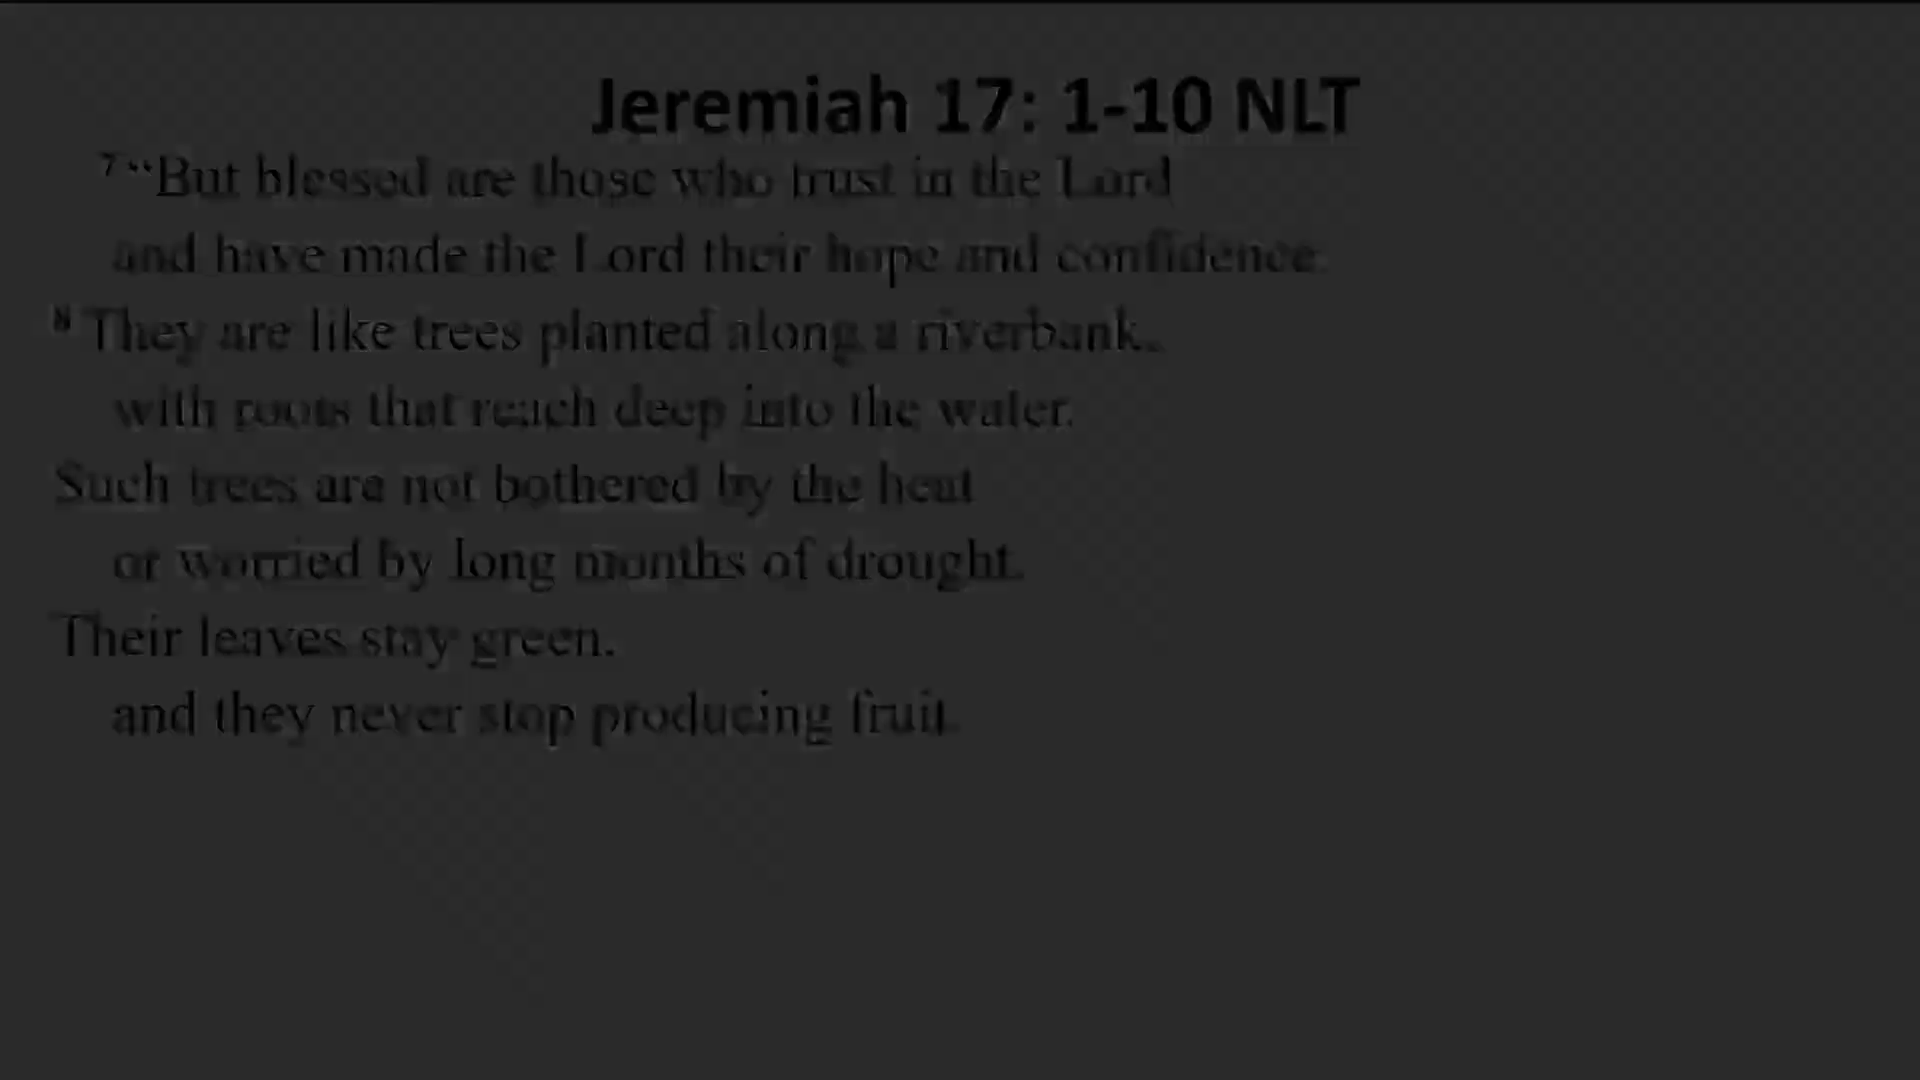 Jeremiah 17: 1-10 NLT
7 “But blessed are those who trust in the Lord
and have made the Lord their hope and confidence.
8 They are like trees planted along a riverbank,
with roots that reach deep into the water.
Such trees are not bothered by the heat
or worried by long months of drought.
Their leaves stay green,
and they never stop producing fruit.